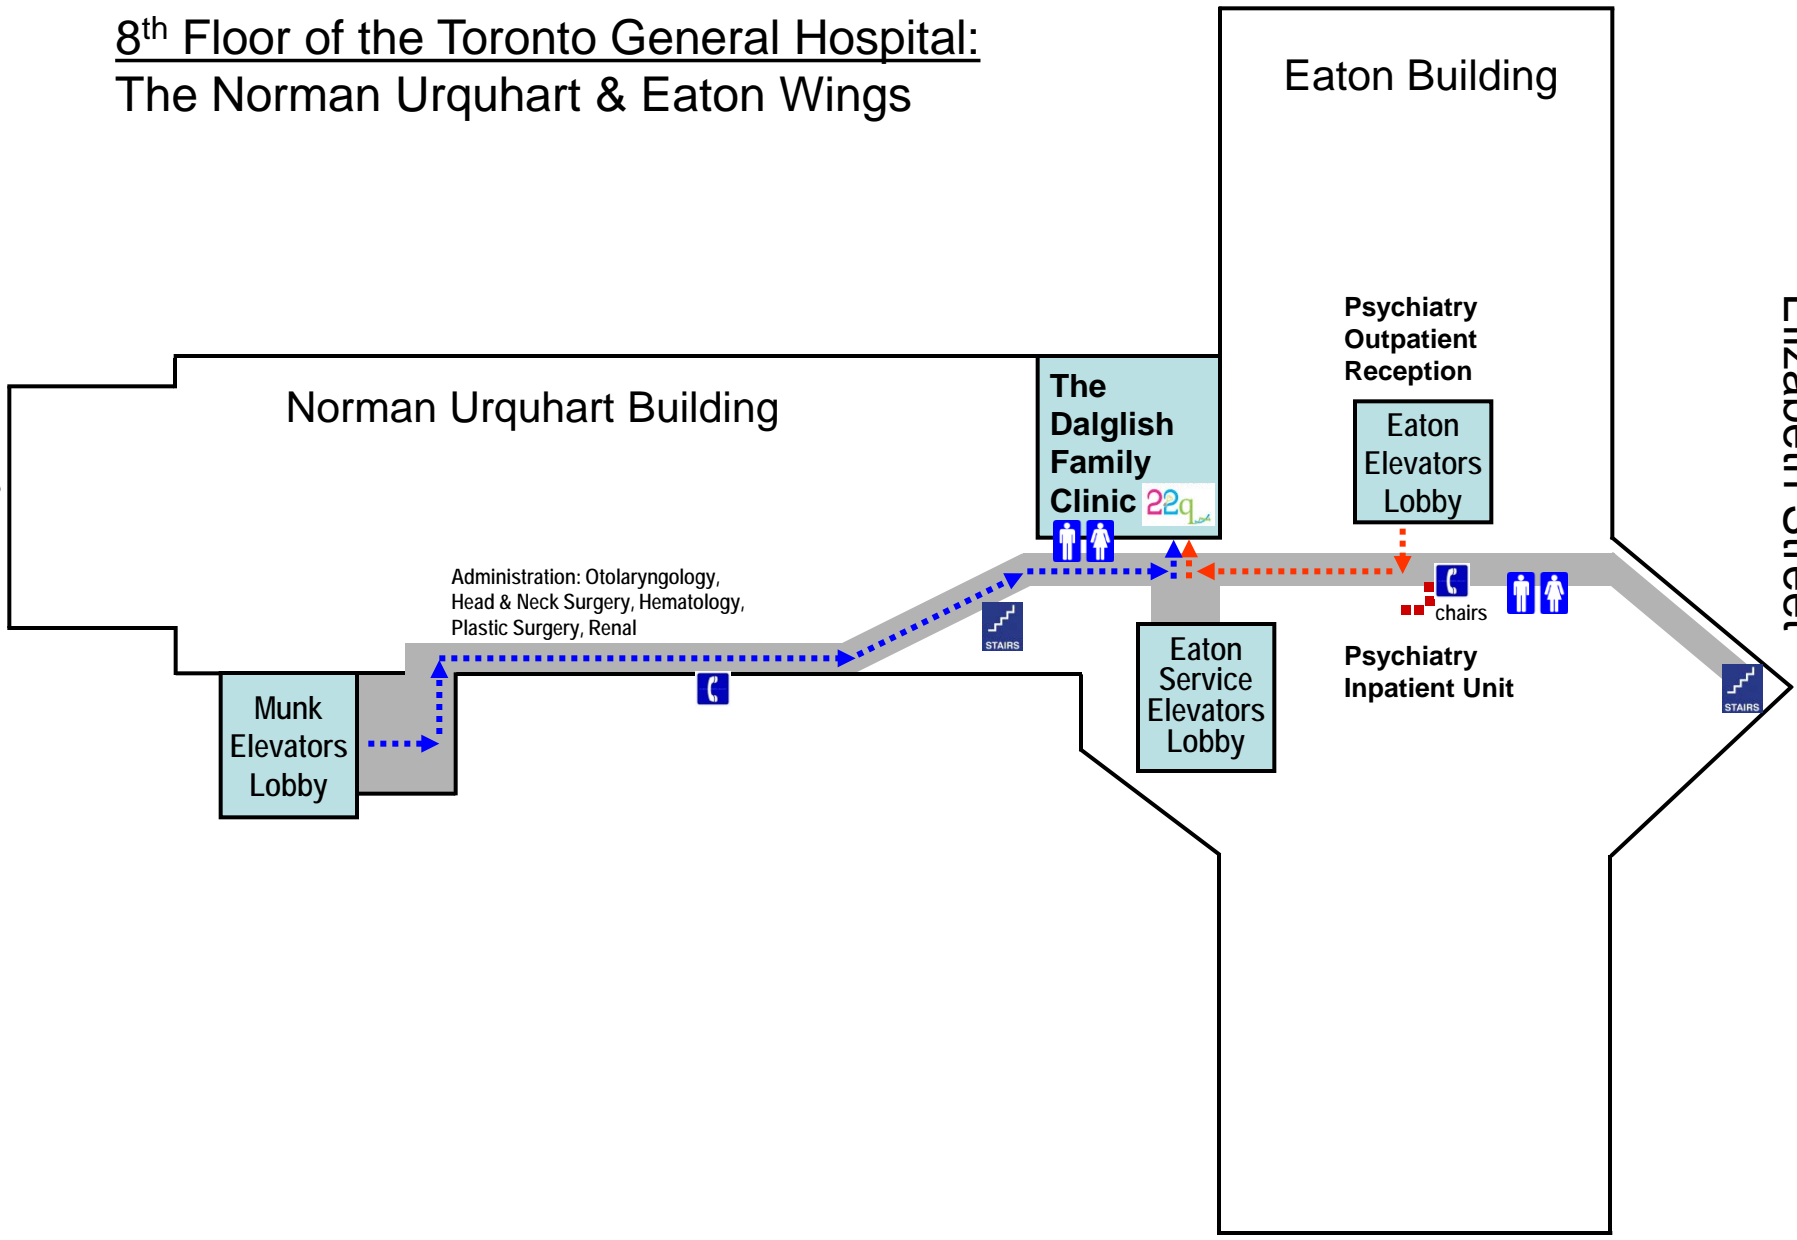 8th Floor of the Toronto General Hospital:
The Norman Urquhart & Eaton Wings
Eaton Building
Elizabeth Street
Psychiatry
Outpatient
Reception
Norman Urquhart Building
The
Dalglish
Family
Clinic 22q
Eaton
Elevators
Lobby
Administration: Otolaryngology,
Head & Neck Surgery, Hematology,
Plastic Surgery, Renal
chairs
STAIRS
Eaton
Service
Elevators
Lobby
Psychiatry
Inpatient Unit
STAIRS
Munk
Elevators
Lobby